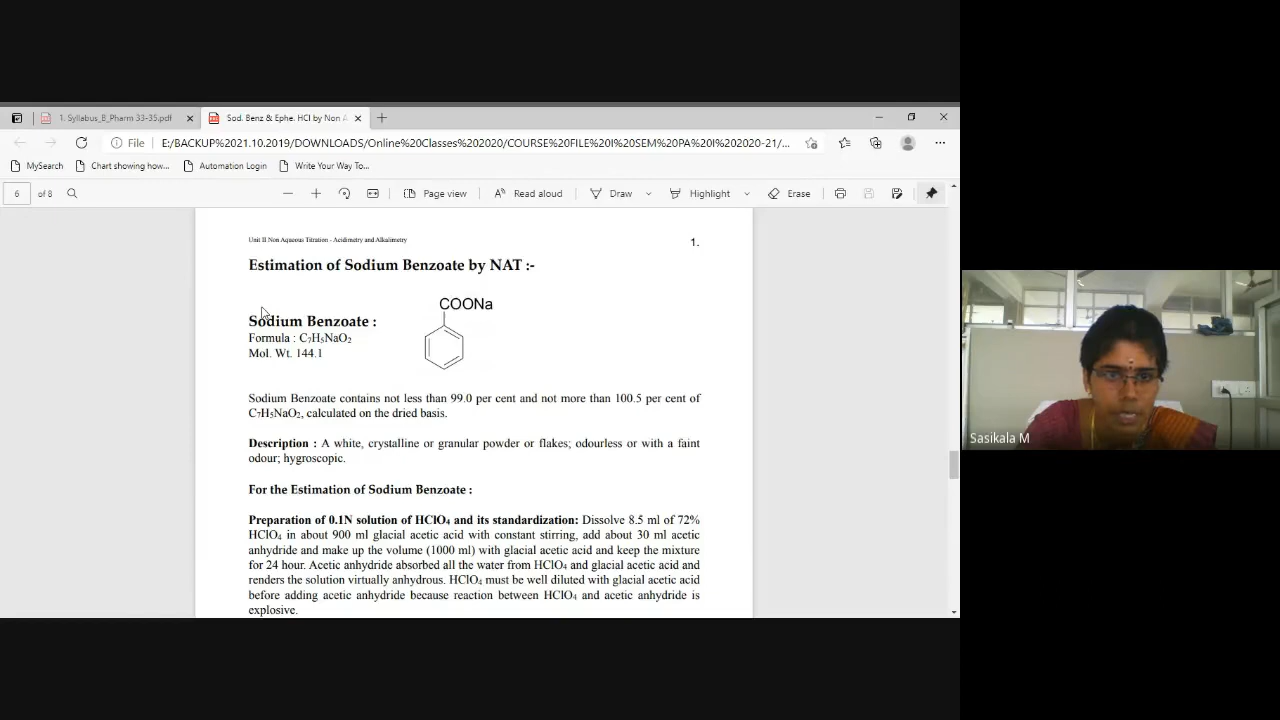 1. Syllabus_B_Pharm 33-35.pdf
Sod. Benz & Ephe. HCl by Non A
File
E:/BACKUP%2021.10.2019/DOWNLOADS/Online%20Classes%202020/COURSE%20FILE%20I%20SEM%20PA%20I%202020-21/...
MySearch
Chart showing how...
Automation Login
Write Your Way To...
6 of 8
Page view
Read aloud
Draw
Highlight
Erase
Unit II Non Aqueous Titration - Acidimetry and Alkalimetry
1.
Estimation of Sodium Benzoate by NAT :-
COONa
Sodium Benzoate :
Formula : C₇H₅NaO₂
Mol. Wt. 144.1
Sodium Benzoate contains not less than 99.0 per cent and not more than 100.5 per cent of
C₇H₅NaO₂, calculated on the dried basis.
Description : A white, crystalline or granular powder or flakes; odourless or with a faint
odour; hygroscopic.
For the Estimation of Sodium Benzoate :
Preparation of 0.1N solution of HClO₄ and its standardization: Dissolve 8.5 ml of 72%
HClO₄ in about 900 ml glacial acetic acid with constant stirring, add about 30 ml acetic
anhydride and make up the volume (1000 ml) with glacial acetic acid and keep the mixture
for 24 hour. Acetic anhydride absorbed all the water from HClO₄ and glacial acetic acid and
renders the solution virtually anhydrous. HClO₄ must be well diluted with glacial acetic acid
before adding acetic anhydride because reaction between HClO₄ and acetic anhydride is
explosive.
Sasikala M